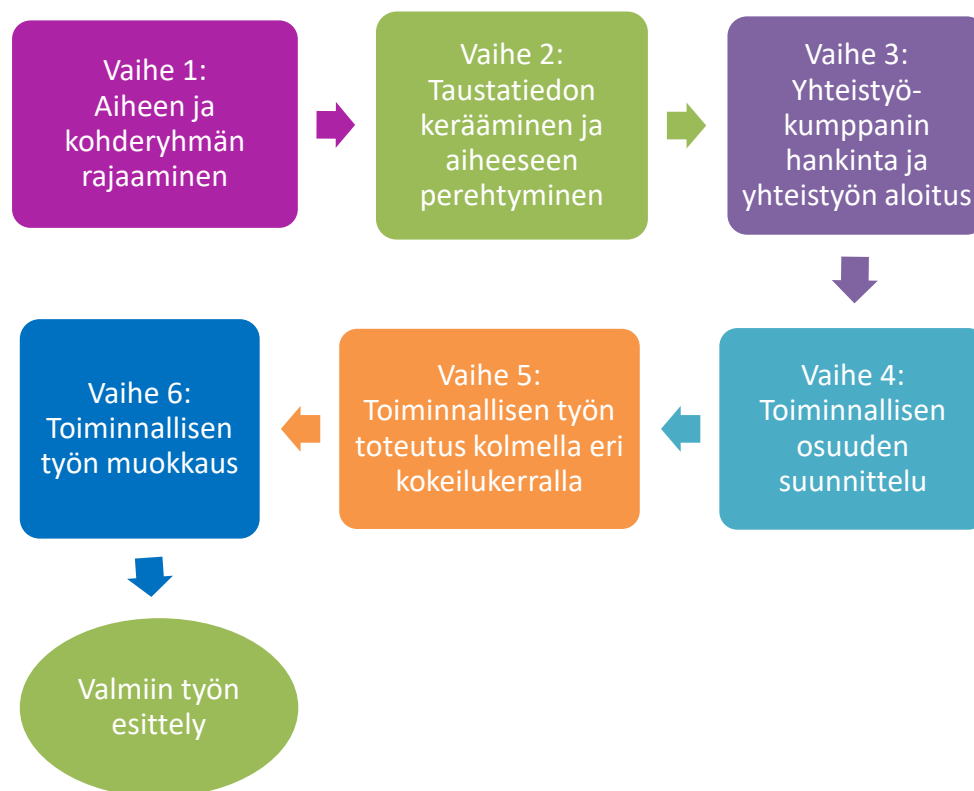 Vaihe 1:
Aiheen ja
kohderyhmän
rajaaminen
Vaihe 2:
Taustatiedon
kerääminen ja
aiheeseen
perehtyminen
Vaihe 3:
Yhteistyö-
kumppanin
hankinta ja
yhteistyön aloitus
Vaihe 4:
Toiminnallisen
osuuden
suunnittelu
Vaihe 5:
Toiminnallisen työn
toteutus kolmella eri
kokeilukerralla
Vaihe 6:
Toiminnallisen
työn muokkaus
Valmiin työn
esittely